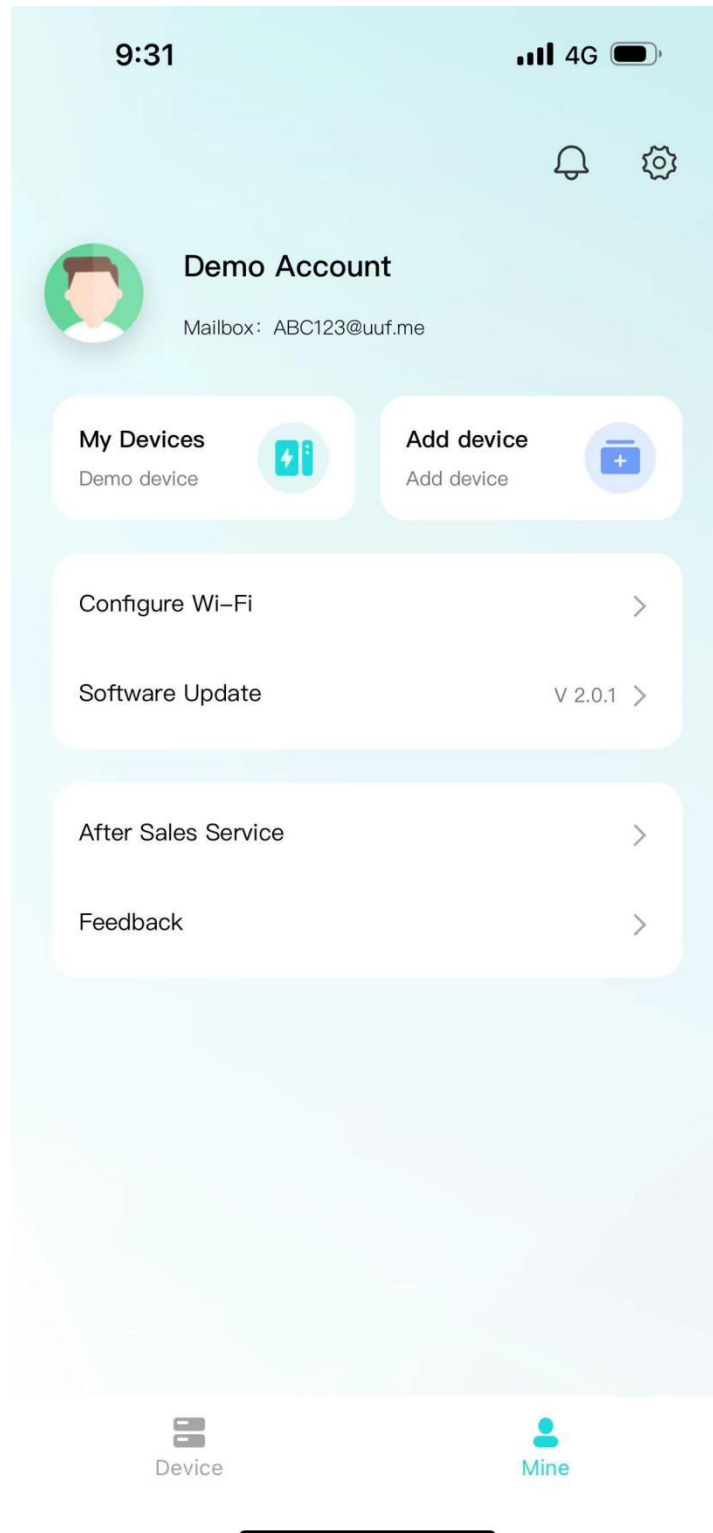 9:31
4G
Demo Account
Mailbox: ABC123@uuf.me
My Devices
Demo device
Add device
Add device
Configure Wi-Fi
Software Update
V 2.0.1
After Sales Service
Feedback
Device
Mine